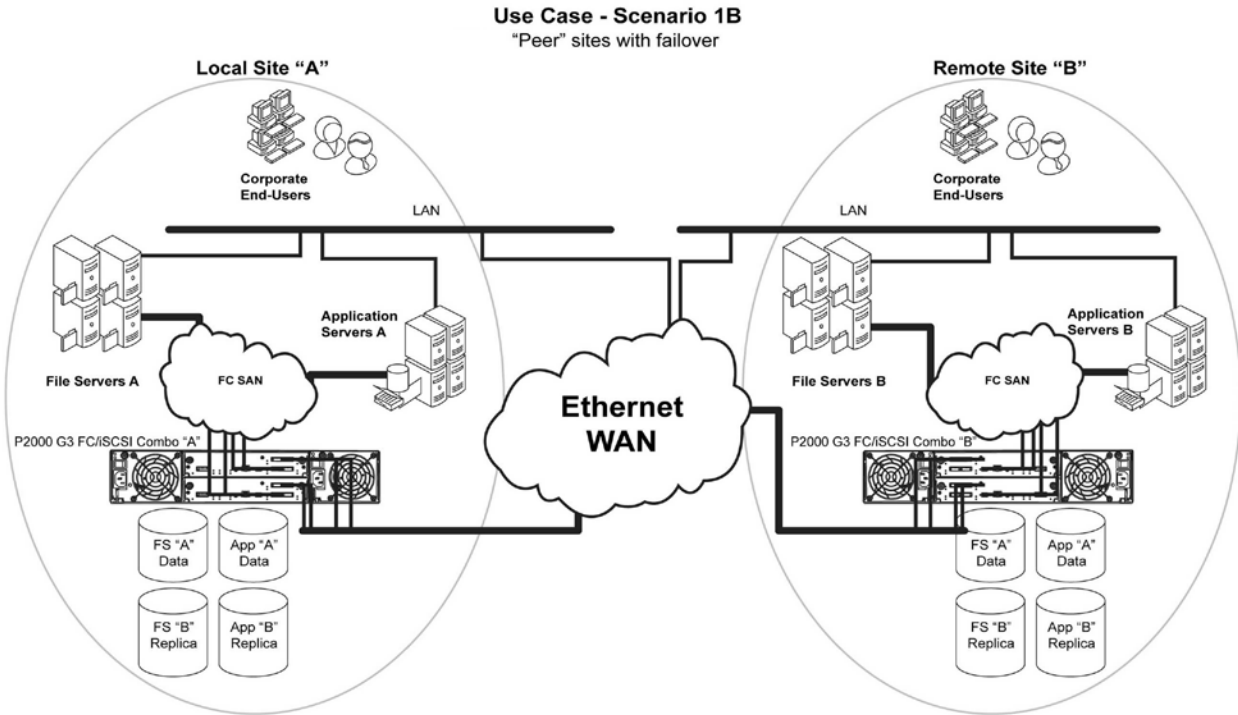 Use Case - Scenario 1B
“Peer” sites with failover
Local Site “A”
Corporate
End-Users
LAN
File Servers A
Application
Servers A
FC SAN
P2000 G3 FC/iSCSI Combo “A”
FS “A”
Data
App “A”
Data
FS “B”
Replica
App “B”
Replica
Ethernet
WAN
Remote Site “B”
Corporate
End-Users
LAN
File Servers B
Application
Servers B
FC SAN
P2000 G3 FC/iSCSI Combo “B”
FS “A”
Data
App “A”
Data
FS “B”
Replica
App “B”
Replica